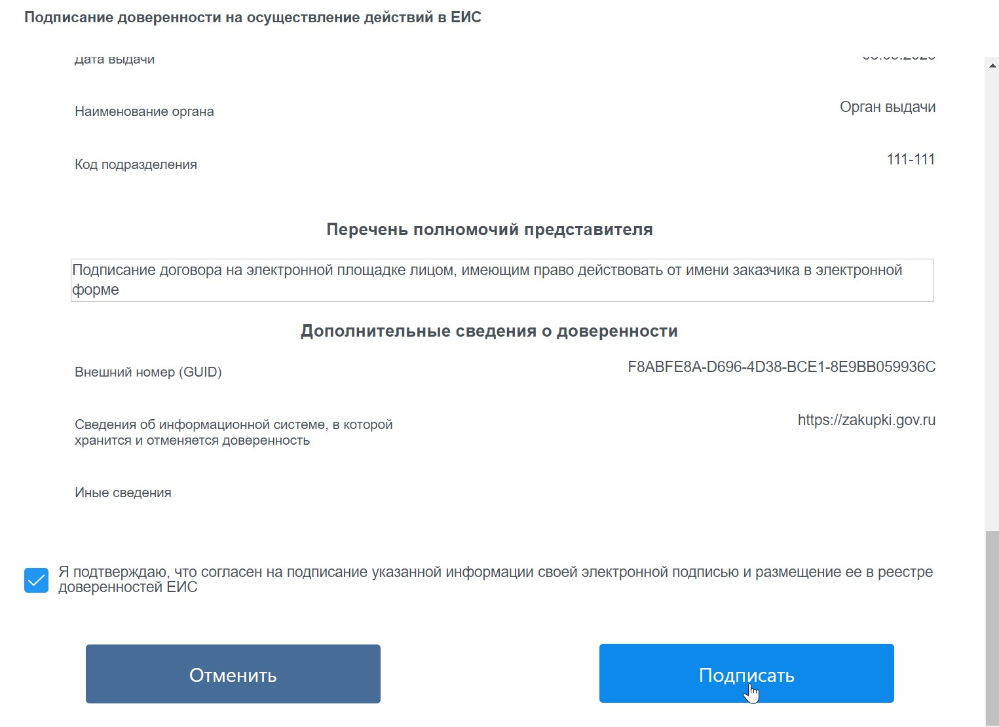 Подписание доверенности на осуществление действий в ЕИС
Дата выдачи
Наименование органа
Орган выдачи
Код подразделения
111-111
Перечень полномочий представителя
Подписание договора на электронной площадке лицом, имеющим право действовать от имени заказчика в электронной
форме
Дополнительные сведения о доверенности
Внешний номер (GUID)
F8ABFE8A-D696-4D38-BCE1-8E9BB059936C
Сведения об информационной системе, в которой
хранится и отменяется доверенность
https://zakupki.gov.ru
Иные сведения
Я подтверждаю, что согласен на подписание указанной информации своей электронной подписью и размещение ее в реестре
доверенностей ЕИС
Отменить
Подписать